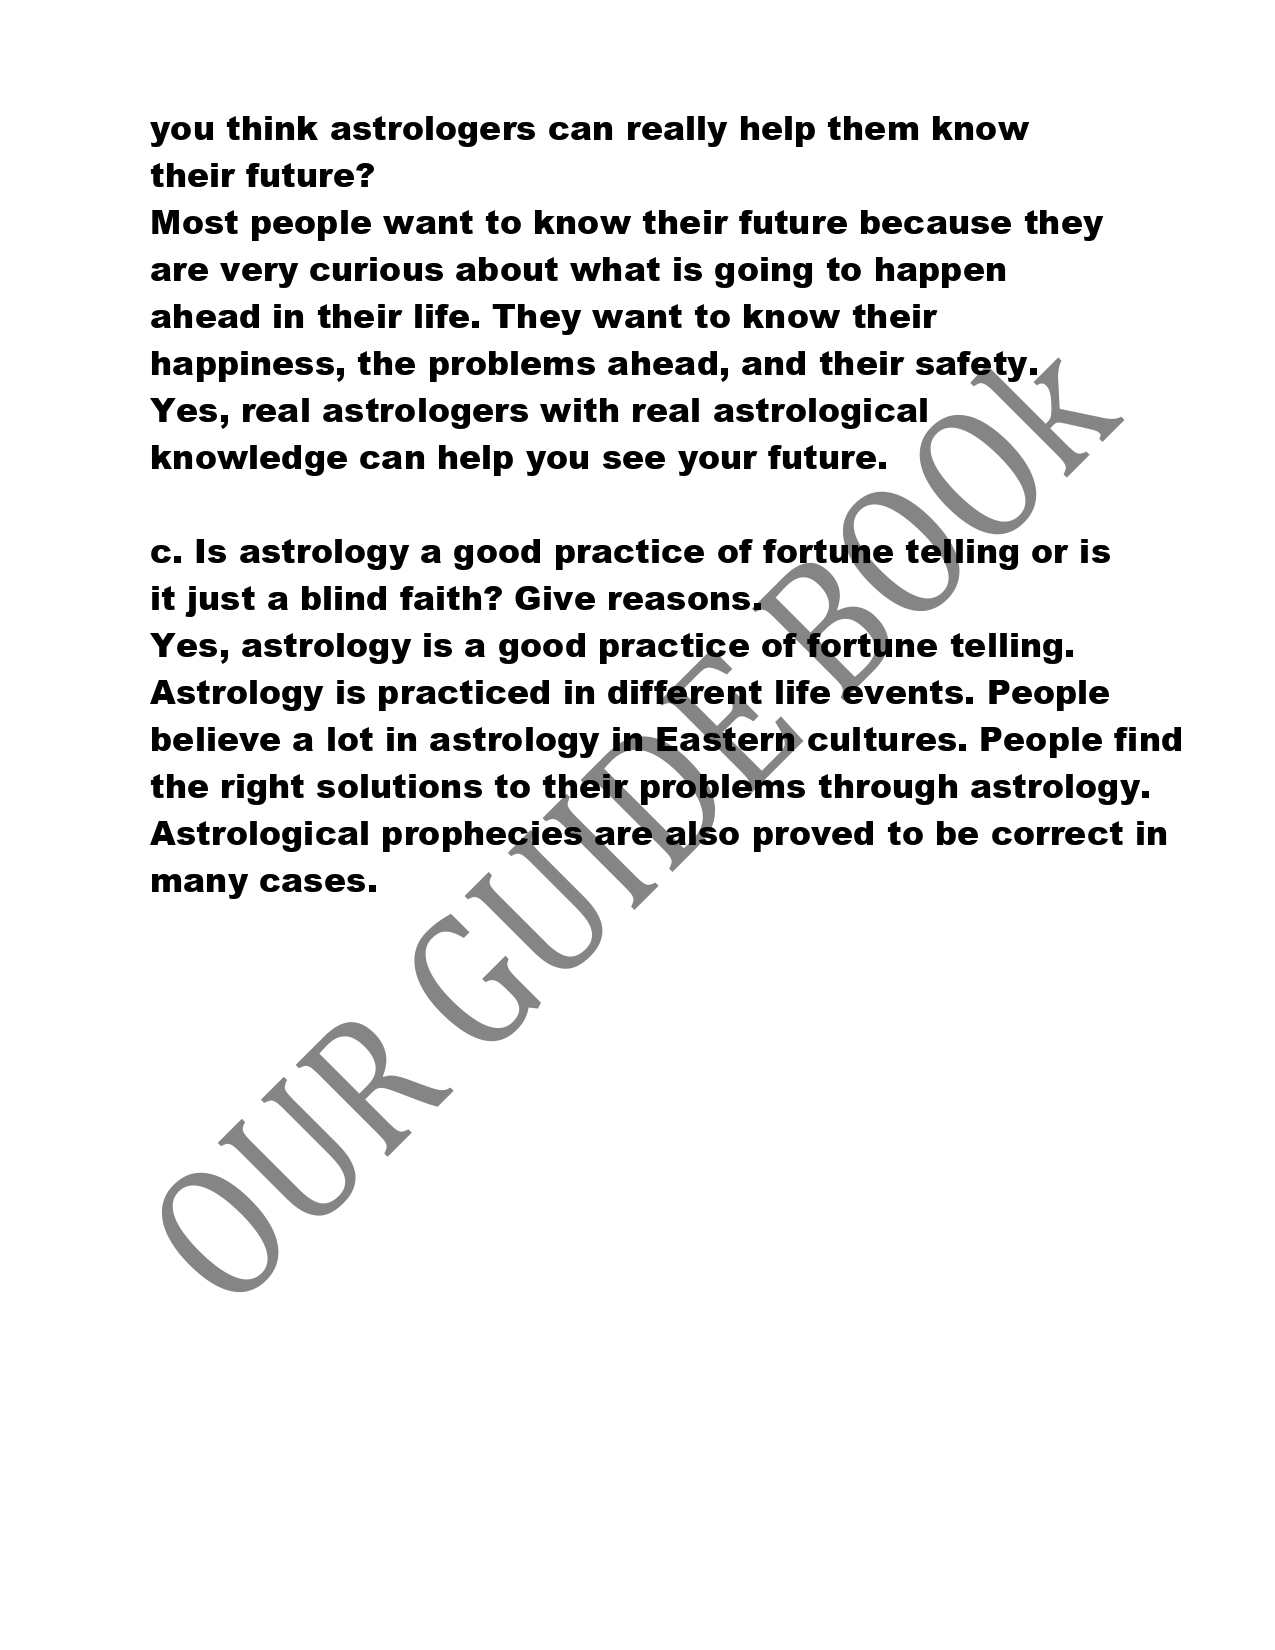 you think astrologers can really help them know
their future?
Most people want to know their future because they
are very curious about what is going to happen
ahead in their life. They want to know their
happiness, the problems ahead, and their safety.
Yes, real astrologers with real astrological
knowledge can help you see your future.
c. Is astrology a good practice of fortune telling or is
it just a blind faith? Give reasons.
Yes, astrology is a good practice of fortune telling.
Astrology is practiced in different life events. People
believe a lot in astrology in Eastern cultures. People find
the right solutions to their problems through astrology.
Astrological prophecies are also proved to be correct in
many cases.
OUR GUIDE BOOk